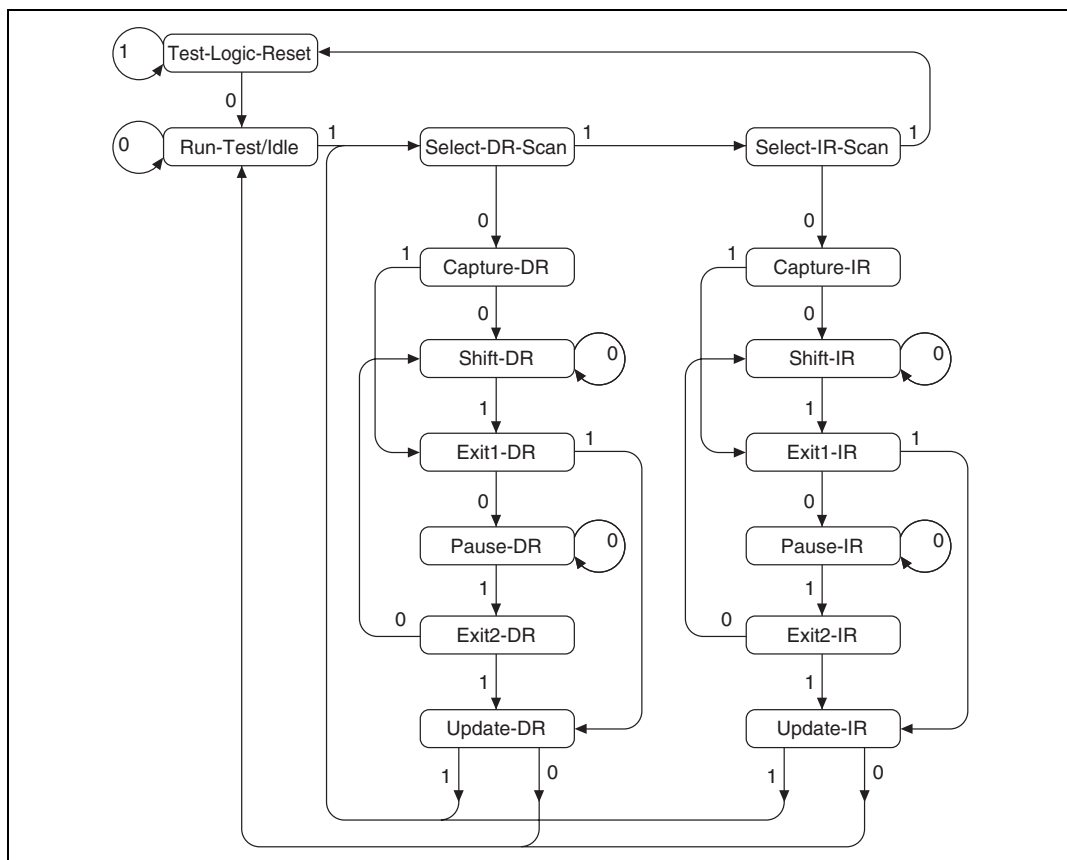 1 Test-Logic-Reset
0
0 Run-Test/Idle 1 Select-DR-Scan 1 Select-IR-Scan 1
0 0
1 Capture-DR 1 Capture-IR
0 0
Shift-DR 0 Shift-IR 0
1 1
Exit1-DR 1 Exit1-IR 1
0 0
Pause-DR 0 Pause-IR 0
1 1
0 Exit2-DR 0 Exit2-IR
1 1
Update-DR Update-IR
1 0 1 0